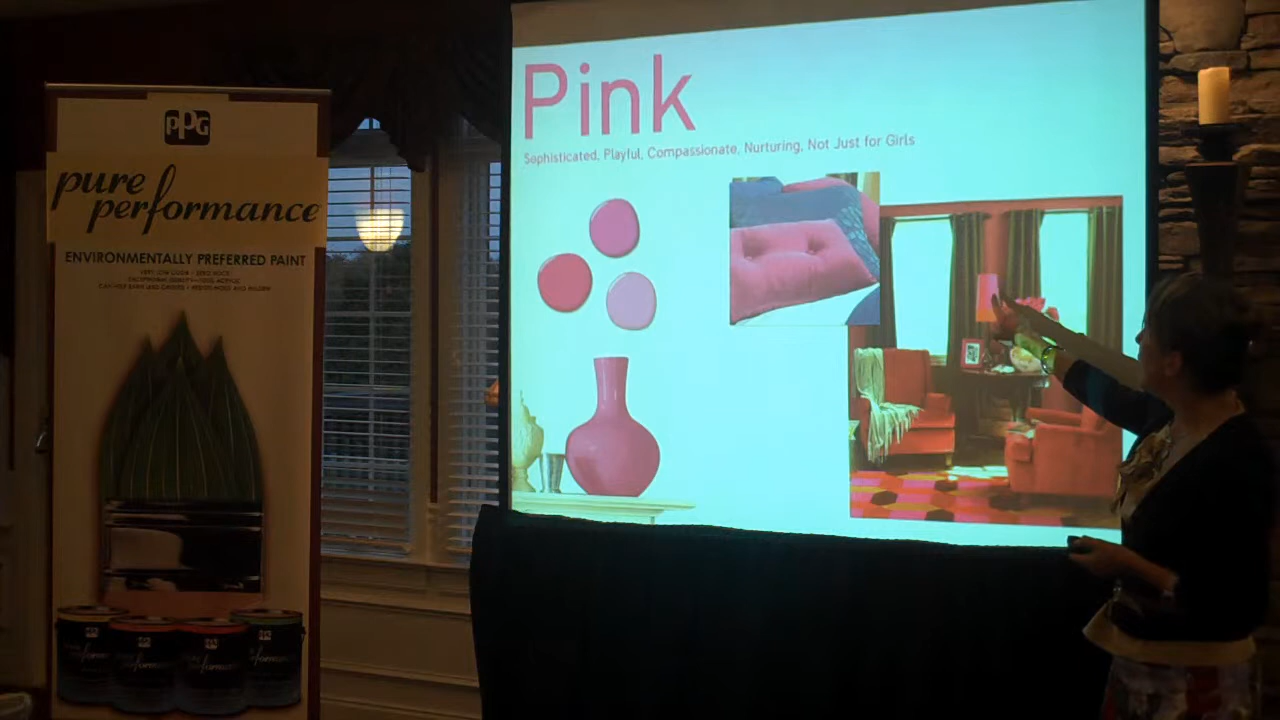 PPG
pure
performance
ENVIRONMENTALLY PREFERRED PAINT
Pink
Sophisticated, Playful, Compassionate, Nurturing, Not Just for Girls